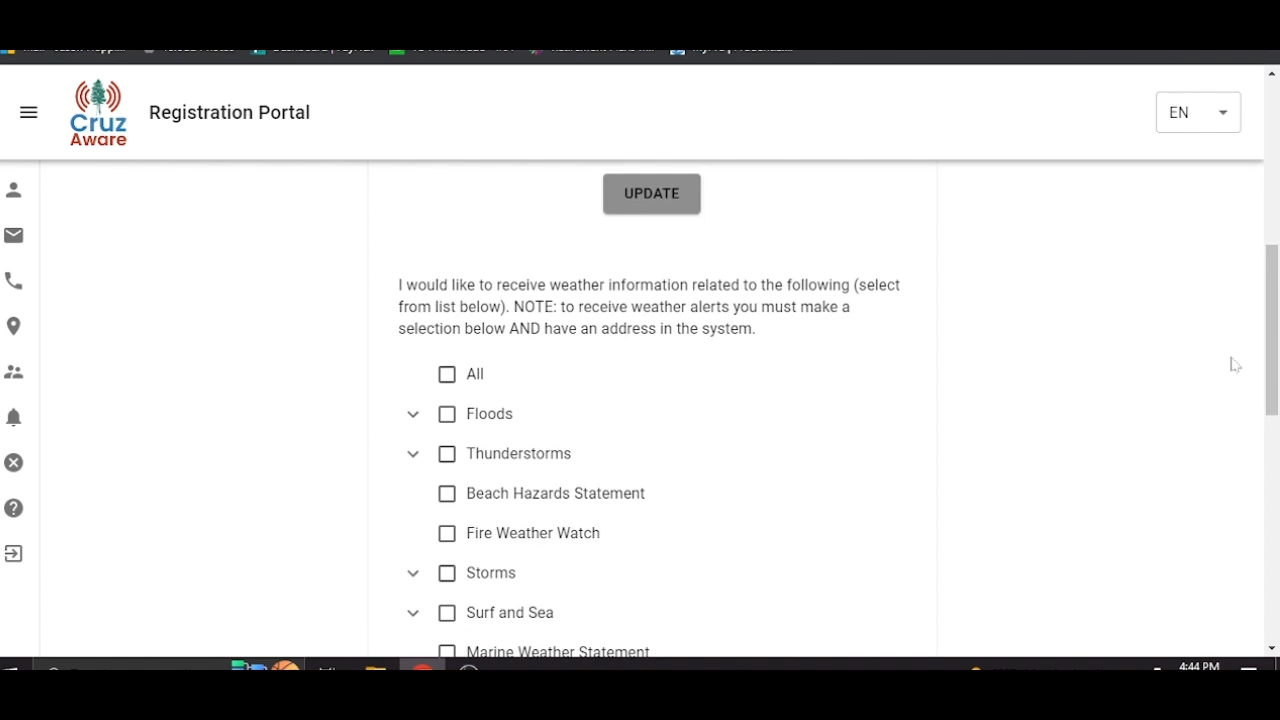 Cruz
Aware
Registration Portal
EN
UPDATE
I would like to receive weather information related to the following (select
from list below). NOTE: to receive weather alerts you must make a
selection below AND have an address in the system.
All
Floods
Thunderstorms
Beach Hazards Statement
Fire Weather Watch
Storms
Surf and Sea
Marine Weather Statement
4:44 PM